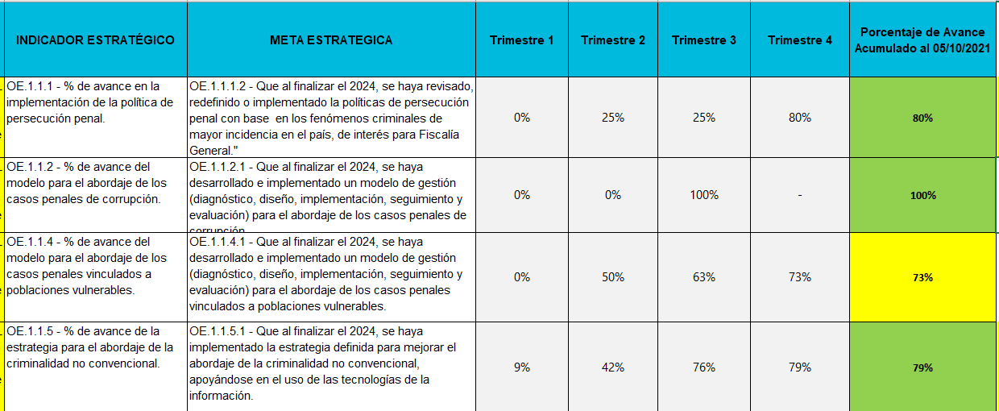 INDICADOR ESTRATÉGICO
META ESTRATEGICA
Trimestre 1
Trimestre 2
Trimestre 3
Trimestre 4
Porcentaje de Avance
Acumulado al 05/10/2021
OE.1.1.1 - % de avance en la
implementación de la política de
persecución penal.
OE.1.1.1.2 - Que al finalizar el 2024, se haya revisado,
redefinido o implementado la políticas de persecución
penal con base en los fenómenos criminales de
mayor incidencia en el país, de interés para Fiscalía
General."
0%
25%
25%
80%
80%
OE.1.1.2 - % de avance del
modelo para el abordaje de los
casos penales de corrupción.
OE.1.1.2.1 - Que al finalizar el 2024, se haya
desarrollado e implementado un modelo de gestión
(diagnóstico, diseño, implementación, seguimiento y
evaluación) para el abordaje de los casos penales de
corrupción
0%
0%
100%
-
100%
OE.1.1.4 - % de avance del
modelo para el abordaje de los
casos penales vinculados a
poblaciones vulnerables.
OE.1.1.4.1 - Que al finalizar el 2024, se haya
desarrollado e implementado un modelo de gestión
(diagnóstico, diseño, implementación, seguimiento y
evaluación) para el abordaje de los casos penales
vinculados a poblaciones vulnerables.
0%
50%
63%
73%
73%
OE.1.1.5 - % de avance de la
estrategia para el abordaje de la
criminalidad no convencional.
OE.1.1.5.1 - Que al finalizar el 2024, se haya
implementado la estrategia definida para mejorar el
abordaje de la criminalidad no convencional,
apoyándose en el uso de las tecnologías de la
información.
9%
42%
76%
79%
79%